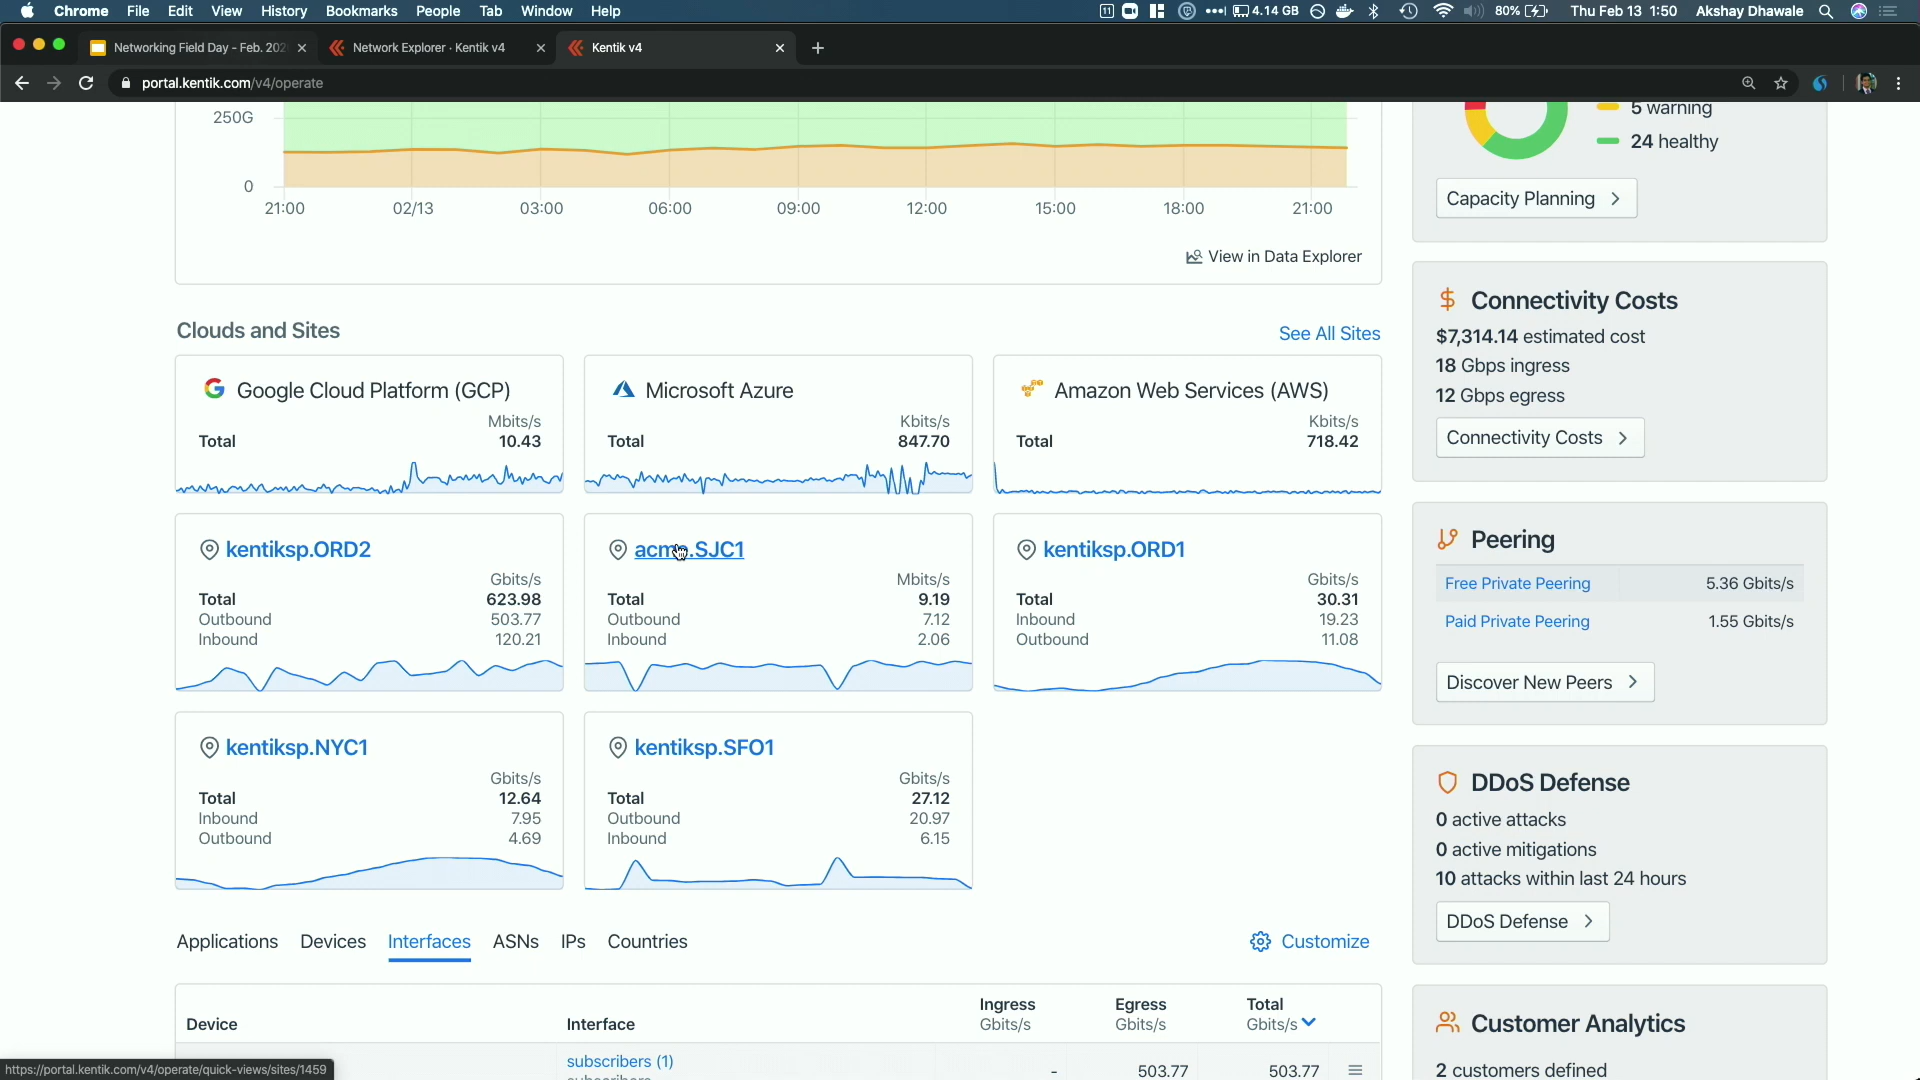 Chrome File Edit View History Bookmarks People Tab Window Help
11 4.14 GB 80% Thu Feb 13 1:50 Akshay Dhawale
Networking Field Day - Feb. 202
Network Explorer · Kentik v4
Kentik v4
portal.kentik.com/v4/operate
250G
0
21:00 02/13 03:00 06:00 09:00 12:00 15:00 18:00 21:00
View in Data Explorer
Clouds and Sites
See All Sites
Google Cloud Platform (GCP)
Mbits/s
Total 10.43
Microsoft Azure
Kbits/s
Total 847.70
Amazon Web Services (AWS)
Kbits/s
Total 718.42
kentiksp.ORD2
Gbits/s
Total 623.98
Outbound 503.77
Inbound 120.21
acme.SJC1
Mbits/s
Total 9.19
Outbound 7.12
Inbound 2.06
kentiksp.ORD1
Gbits/s
Total 30.31
Inbound 19.23
Outbound 11.08
kentiksp.NYC1
Gbits/s
Total 12.64
Inbound 7.95
Outbound 4.69
kentiksp.SFO1
Gbits/s
Total 27.12
Outbound 20.97
Inbound 6.15
Applications Devices Interfaces ASNs IPs Countries
Customize
Device Interface
Ingress Gbits/s
Egress Gbits/s
Total Gbits/s
subscribers (1)
subscribers
- 503.77 503.77
5 warning
24 healthy
Capacity Planning
Connectivity Costs
$7,314.14 estimated cost
18 Gbps ingress
12 Gbps egress
Connectivity Costs
Peering
Free Private Peering 5.36 Gbits/s
Paid Private Peering 1.55 Gbits/s
Discover New Peers
DDoS Defense
0 active attacks
0 active mitigations
10 attacks within last 24 hours
DDoS Defense
Customer Analytics
2 customers defined
https://portal.kentik.com/v4/operate/quick-views/sites/1459